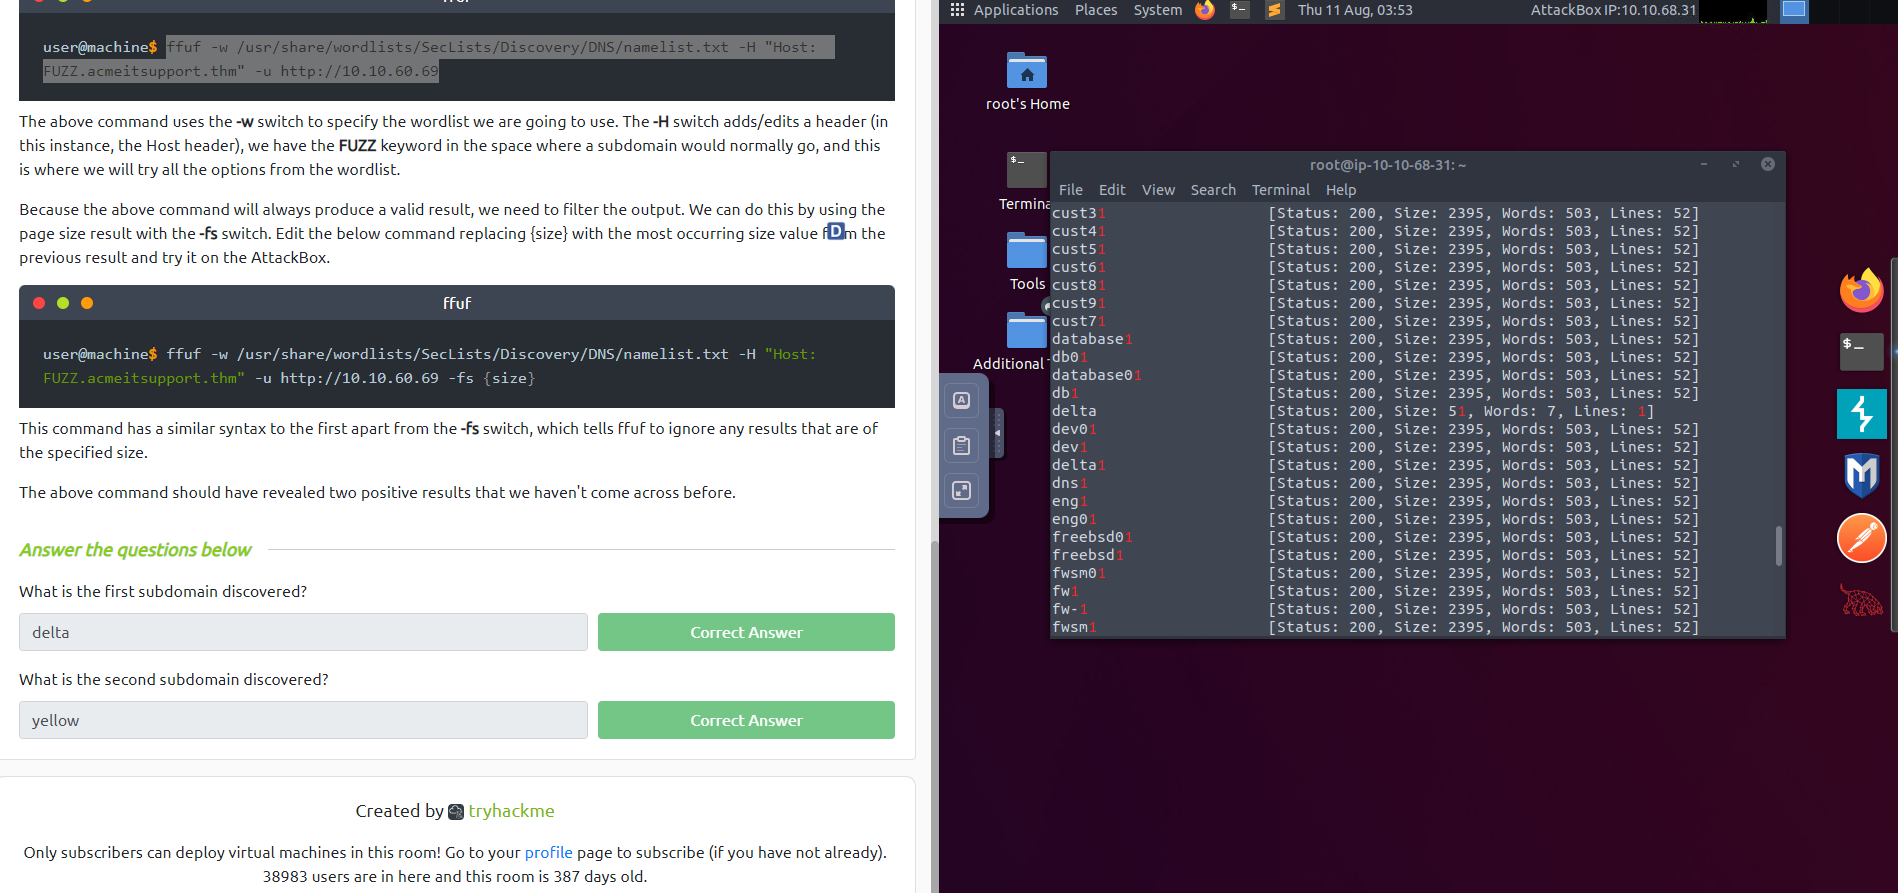 ffuf
user@machine$ ffuf -w /usr/share/wordlists/SecLists/Discovery/DNS/namelist.txt -H "Host:
FUZZ.acmeitsupport.thm" -u http://10.10.60.69
The above command uses the -w switch to specify the wordlist we are going to use. The -H switch adds/edits a header (in
this instance, the Host header), we have the FUZZ keyword in the space where a subdomain would normally go, and this
is where we will try all the options from the wordlist.
Because the above command will always produce a valid result, we need to filter the output. We can do this by using the
page size result with the -fs switch. Edit the below command replacing {size} with the most occurring size value f D m the
previous result and try it on the AttackBox.
ffuf
user@machine$ ffuf -w /usr/share/wordlists/SecLists/Discovery/DNS/namelist.txt -H "Host:
FUZZ.acmeitsupport.thm" -u http://10.10.60.69 -fs {size}
This command has a similar syntax to the first apart from the -fs switch, which tells ffuf to ignore any results that are of
the specified size.
The above command should have revealed two positive results that we haven't come across before.
Answer the questions below
What is the first subdomain discovered?
delta
Correct Answer
What is the second subdomain discovered?
yellow
Correct Answer
Created by tryhackme
Only subscribers can deploy virtual machines in this room! Go to your profile page to subscribe (if you have not already).
38983 users are in here and this room is 387 days old.
Applications Places System Thu 11 Aug, 03:53 AttackBox IP:10.10.68.31
root's Home
Termina
Tools
Additional T
root@ip-10-10-68-31: ~
File Edit View Search Terminal Help
cust31 [Status: 200, Size: 2395, Words: 503, Lines: 52]
cust41 [Status: 200, Size: 2395, Words: 503, Lines: 52]
cust51 [Status: 200, Size: 2395, Words: 503, Lines: 52]
cust61 [Status: 200, Size: 2395, Words: 503, Lines: 52]
cust81 [Status: 200, Size: 2395, Words: 503, Lines: 52]
cust91 [Status: 200, Size: 2395, Words: 503, Lines: 52]
cust71 [Status: 200, Size: 2395, Words: 503, Lines: 52]
database1 [Status: 200, Size: 2395, Words: 503, Lines: 52]
db01 [Status: 200, Size: 2395, Words: 503, Lines: 52]
database01 [Status: 200, Size: 2395, Words: 503, Lines: 52]
db1 [Status: 200, Size: 2395, Words: 503, Lines: 52]
delta [Status: 200, Size: 51, Words: 7, Lines: 1]
dev01 [Status: 200, Size: 2395, Words: 503, Lines: 52]
dev1 [Status: 200, Size: 2395, Words: 503, Lines: 52]
delta1 [Status: 200, Size: 2395, Words: 503, Lines: 52]
dns1 [Status: 200, Size: 2395, Words: 503, Lines: 52]
eng1 [Status: 200, Size: 2395, Words: 503, Lines: 52]
eng01 [Status: 200, Size: 2395, Words: 503, Lines: 52]
freebsd01 [Status: 200, Size: 2395, Words: 503, Lines: 52]
freebsd1 [Status: 200, Size: 2395, Words: 503, Lines: 52]
fwsm01 [Status: 200, Size: 2395, Words: 503, Lines: 52]
fw1 [Status: 200, Size: 2395, Words: 503, Lines: 52]
fw-1 [Status: 200, Size: 2395, Words: 503, Lines: 52]
fwsm1 [Status: 200, Size: 2395, Words: 503, Lines: 52]